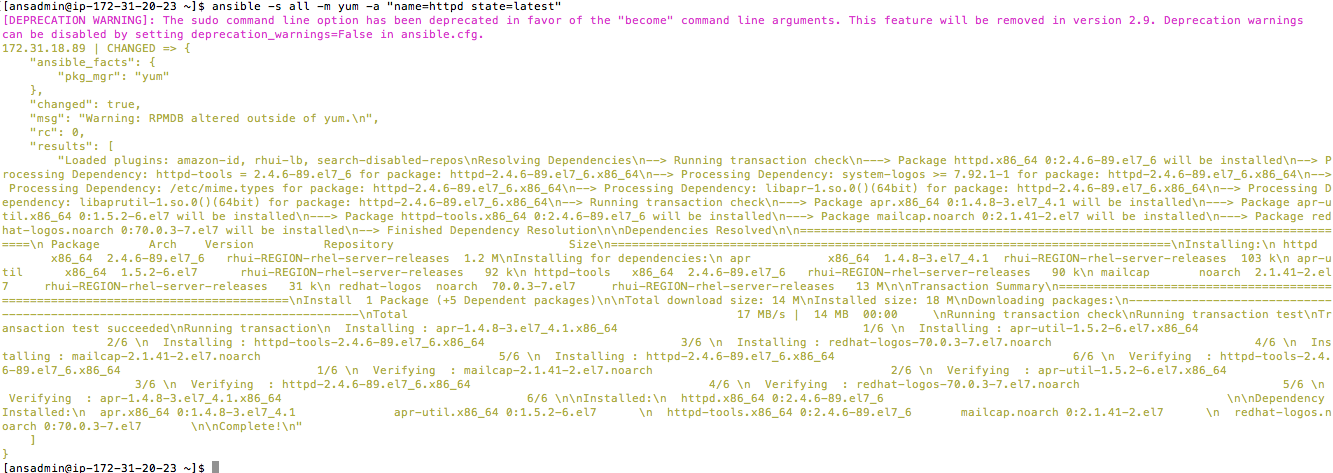 [ansadmin@ip-172-31-20-23 ~]$ ansible -s all -m yum -a "name=httpd state=latest"
[DEPRECATION WARNING]: The sudo command line option has been deprecated in favor of the "become" command line arguments. This feature will be removed in version 2.9. Deprecation warnings
can be disabled by setting deprecation_warnings=False in ansible.cfg.
172.31.18.89 | CHANGED => {
    "ansible_facts": {
        "pkg_mgr": "yum"
    },
    "changed": true,
    "msg": "Warning: RPMDB altered outside of yum.\n",
    "rc": 0,
    "results": [
        "Loaded plugins: amazon-id, rhui-lb, search-disabled-repos\nResolving Dependencies\n--> Running transaction check\n---> Package httpd.x86_64 0:2.4.6-89.el7_6 will be installed\n--> P
rocessing Dependency: httpd-tools = 2.4.6-89.el7_6 for package: httpd-2.4.6-89.el7_6.x86_64\n--> Processing Dependency: system-logos >= 7.92.1-1 for package: httpd-2.4.6-89.el7_6.x86_64\n-->
 Processing Dependency: /etc/mime.types for package: httpd-2.4.6-89.el7_6.x86_64\n--> Processing Dependency: libapr-1.so.0()(64bit) for package: httpd-2.4.6-89.el7_6.x86_64\n--> Processing D
ependency: libaprutil-1.so.0()(64bit) for package: httpd-2.4.6-89.el7_6.x86_64\n--> Running transaction check\n---> Package apr.x86_64 0:1.4.8-3.el7_4.1 will be installed\n---> Package apr-u
til.x86_64 0:1.5.2-6.el7 will be installed\n---> Package httpd-tools.x86_64 0:2.4.6-89.el7_6 will be installed\n---> Package mailcap.noarch 0:2.1.41-2.el7 will be installed\n---> Package red
hat-logos.noarch 0:70.0.3-7.el7 will be installed\n--> Finished Dependency Resolution\n\nDependencies Resolved\n\n===========================================================================
====\n Package       Arch    Version          Repository                          Size\n================================================================================\nInstalling:\n httpd
       x86_64  2.4.6-89.el7_6   rhui-REGION-rhel-server-releases   1.2 M\nInstalling for dependencies:\n apr           x86_64  1.4.8-3.el7_4.1  rhui-REGION-rhel-server-releases  103 k\n apr-u
til      x86_64  1.5.2-6.el7      rhui-REGION-rhel-server-releases   92 k\n httpd-tools   x86_64  2.4.6-89.el7_6   rhui-REGION-rhel-server-releases   90 k\n mailcap       noarch  2.1.41-2.el
7     rhui-REGION-rhel-server-releases   31 k\n redhat-logos  noarch  70.0.3-7.el7     rhui-REGION-rhel-server-releases   13 M\n\nTransaction Summary\n=======================================
=========================================\nInstall  1 Package (+5 Dependent packages)\n\nTotal download size: 14 M\nInstalled size: 18 M\nDownloading packages:\n-----------------------------
---------------------------------------------------\nTotal                                               17 MB/s |  14 MB  00:00     \nRunning transaction check\nRunning transaction test\nTr
ansaction test succeeded\nRunning transaction\n  Installing : apr-1.4.8-3.el7_4.1.x86_64                                   1/6 \n  Installing : apr-util-1.5.2-6.el7.x86_64
               2/6 \n  Installing : httpd-tools-2.4.6-89.el7_6.x86_64                            3/6 \n  Installing : redhat-logos-70.0.3-7.el7.noarch                             4/6 \n  Ins
talling : mailcap-2.1.41-2.el7.noarch                                  5/6 \n  Installing : httpd-2.4.6-89.el7_6.x86_64                                  6/6 \n  Verifying  : httpd-tools-2.4.
6-89.el7_6.x86_64                            1/6 \n  Verifying  : mailcap-2.1.41-2.el7.noarch                                  2/6 \n  Verifying  : apr-util-1.5.2-6.el7.x86_64
                   3/6 \n  Verifying  : httpd-2.4.6-89.el7_6.x86_64                                  4/6 \n  Verifying  : redhat-logos-70.0.3-7.el7.noarch                             5/6 \n
 Verifying  : apr-1.4.8-3.el7_4.1.x86_64                                   6/6 \n\nInstalled:\n  httpd.x86_64 0:2.4.6-89.el7_6                                                 \n\nDependency
Installed:\n  apr.x86_64 0:1.4.8-3.el7_4.1              apr-util.x86_64 0:1.5.2-6.el7      \n  httpd-tools.x86_64 0:2.4.6-89.el7_6       mailcap.noarch 0:2.1.41-2.el7      \n  redhat-logos.n
oarch 0:70.0.3-7.el7       \n\nComplete!\n"
    ]
}
[ansadmin@ip-172-31-20-23 ~]$